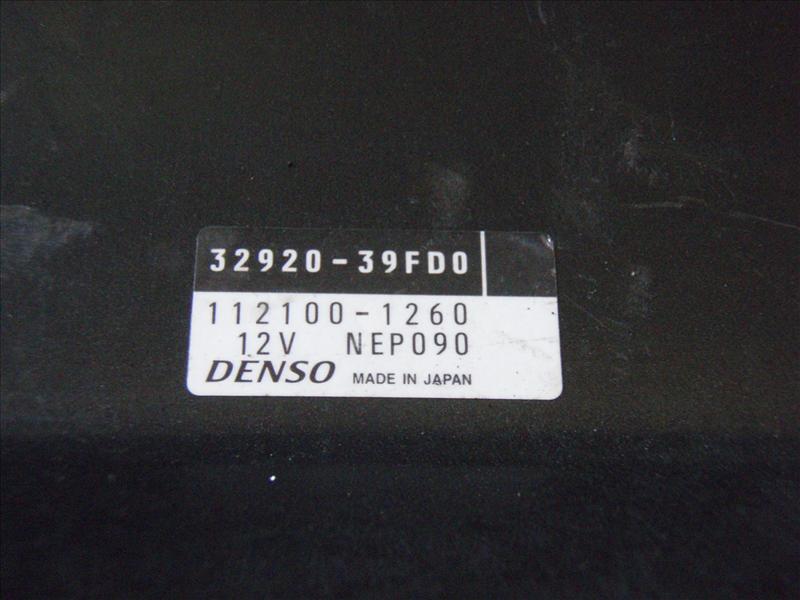 32920-39FD0
112100-1260
12V NEP090
DENSO MADE IN JAPAN